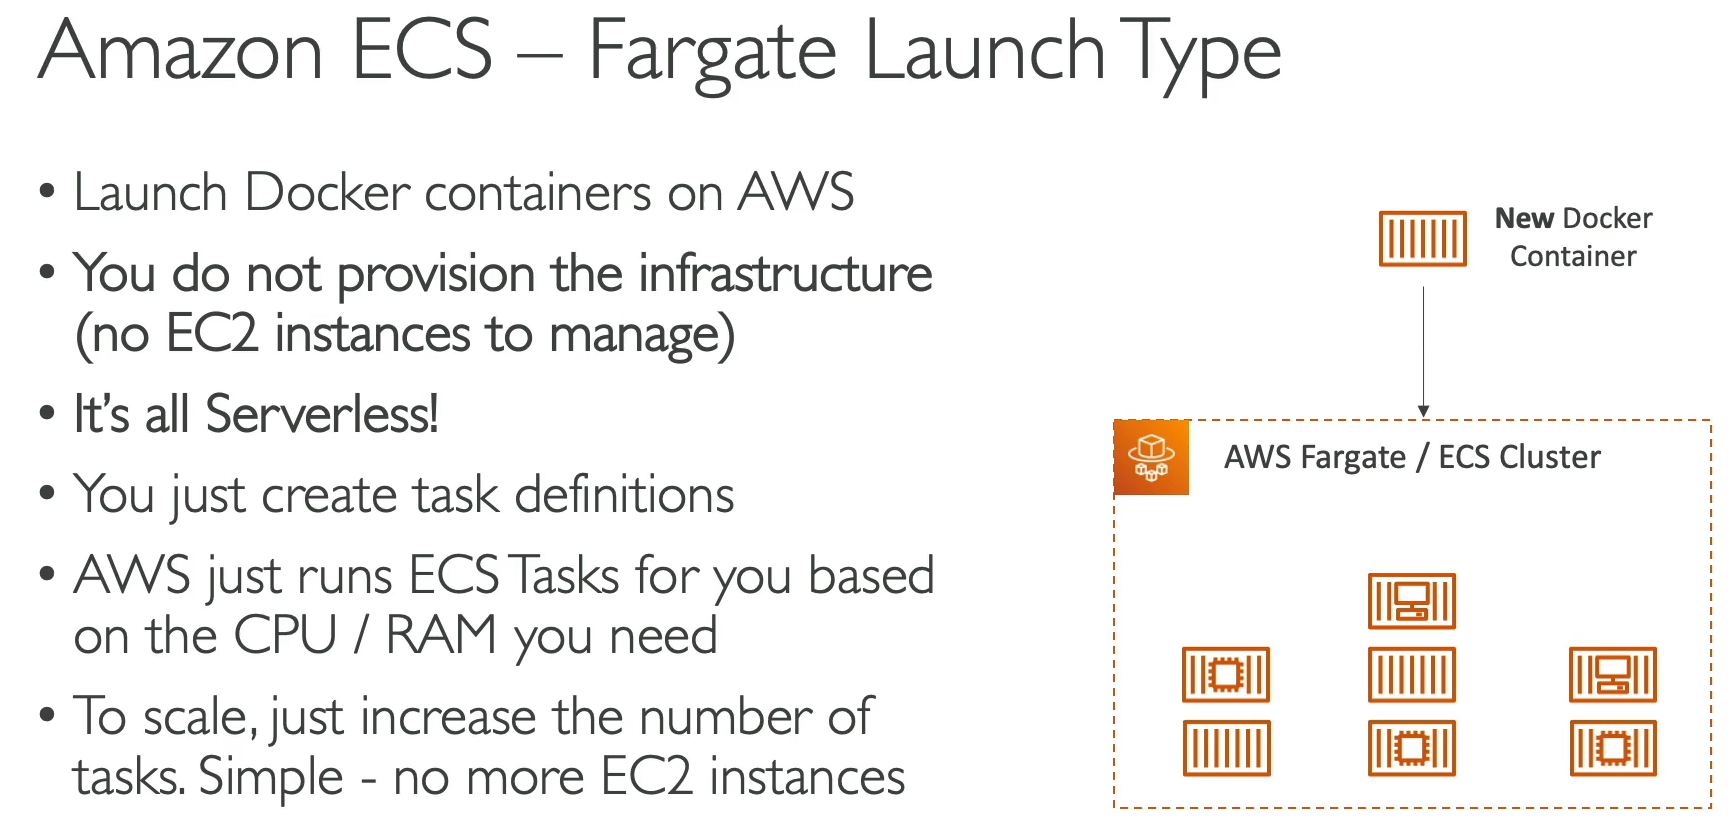 Amazon ECS – Fargate Launch Type
• Launch Docker containers on AWS
• You do not provision the infrastructure
(no EC2 instances to manage)
• It’s all Serverless!
• You just create task definitions
• AWS just runs ECS Tasks for you based
on the CPU / RAM you need
• To scale, just increase the number of
tasks. Simple - no more EC2 instances
New Docker
Container
AWS Fargate / ECS Cluster